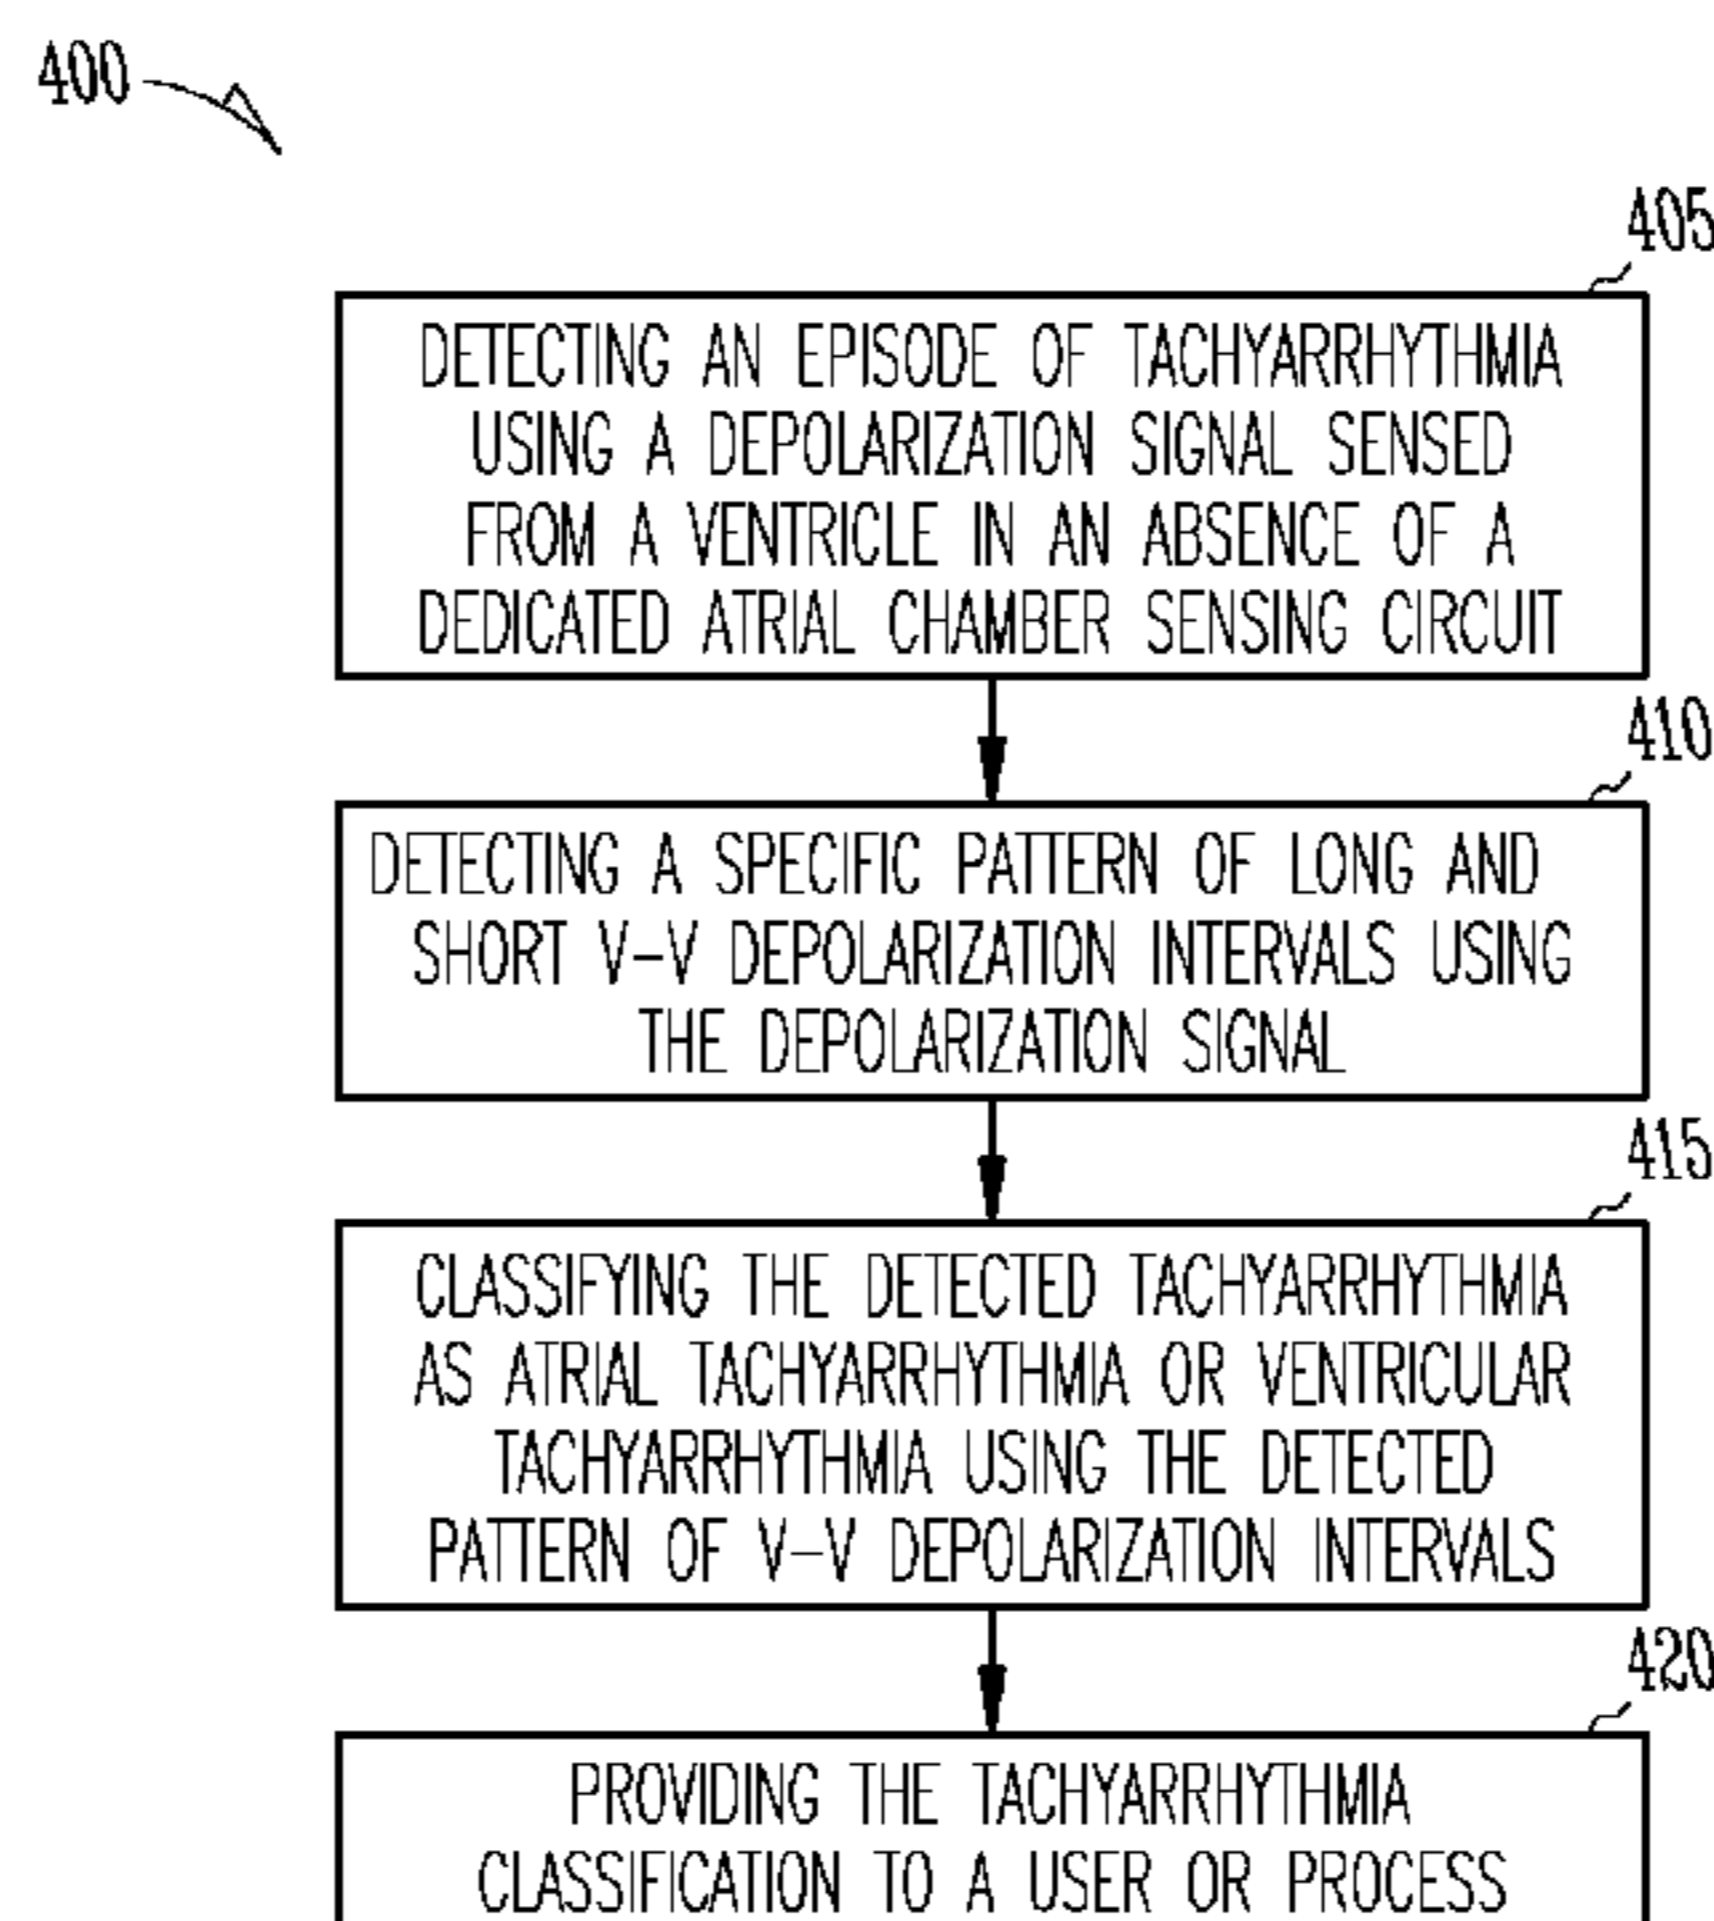 400
405
DETECTING AN EPISODE OF TACHYARRHYTHMIA
USING A DEPOLARIZATION SIGNAL SENSED
FROM A VENTRICLE IN AN ABSENCE OF A
DEDICATED ATRIAL CHAMBER SENSING CIRCUIT
410
DETECTING A SPECIFIC PATTERN OF LONG AND
SHORT V-V DEPOLARIZATION INTERVALS USING
THE DEPOLARIZATION SIGNAL
415
CLASSIFYING THE DETECTED TACHYARRHYTHMIA
AS ATRIAL TACHYARRHYTHMIA OR VENTRICULAR
TACHYARRHYTHMIA USING THE DETECTED
PATTERN OF V-V DEPOLARIZATION INTERVALS
420
PROVIDING THE TACHYARRHYTHMIA
CLASSIFICATION TO A USER OR PROCESS